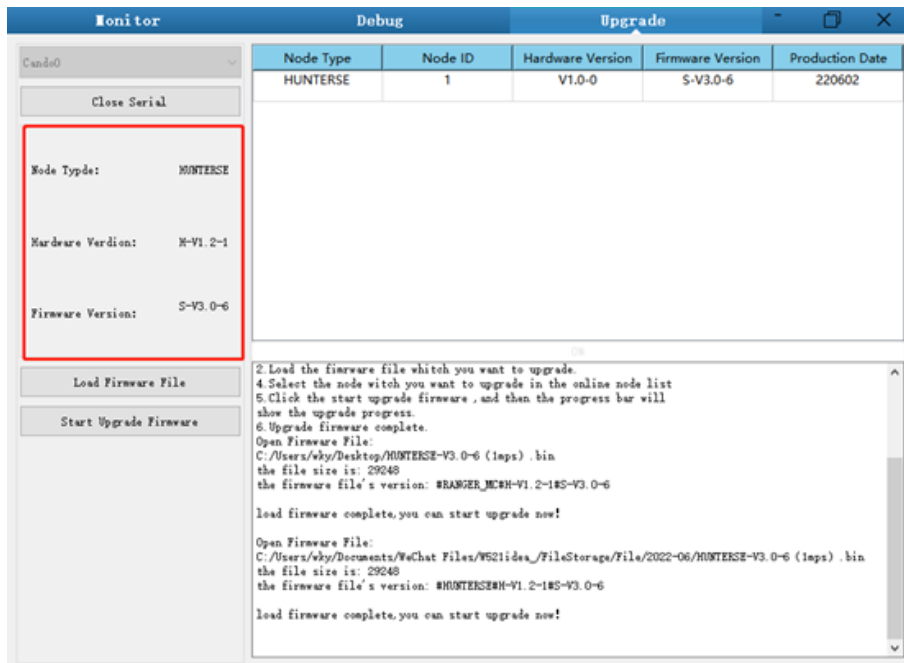 Monitor Debug Upgrade
Cando0
Close Serial
Node Typde: HUNTERSE
Hardware Verdion: H-V1.2-1
Firmware Version: S-V3.0-6
Load Firmware File
Start Upgrade Firmware
Node Type Node ID Hardware Version Firmware Version Production Date
HUNTERSE 1 V1.0-0 S-V3.0-6 220602
0%
2.Load the fimrware file whitch you want to upgrade.
4.Select the node witch you want to upgrade in the online node list
5.Click the start upgrade firmware ,and then the progress bar will
show the upgrade progress.
6.Upgrade firmware complete.
Open Firmware File:
C:/Users/wky/Desktop/HUNTERSE-V3.0-6 (1mps) .bin
the file size is: 29248
the firmware file's version: #RANGER_MC#H-V1.2-1#S-V3.0-6
load firmware complete,you can start upgrade now!
Open Firmware File:
C:/Users/wky/Documents/WeChat Files/W521idea_/FileStorage/File/2022-06/HUNTERSE-V3.0-6 (1mps) .bin
the file size is: 29248
the firmware file's version: #HUNTERSE#H-V1.2-1#S-V3.0-6
load firmware complete,you can start upgrade now!